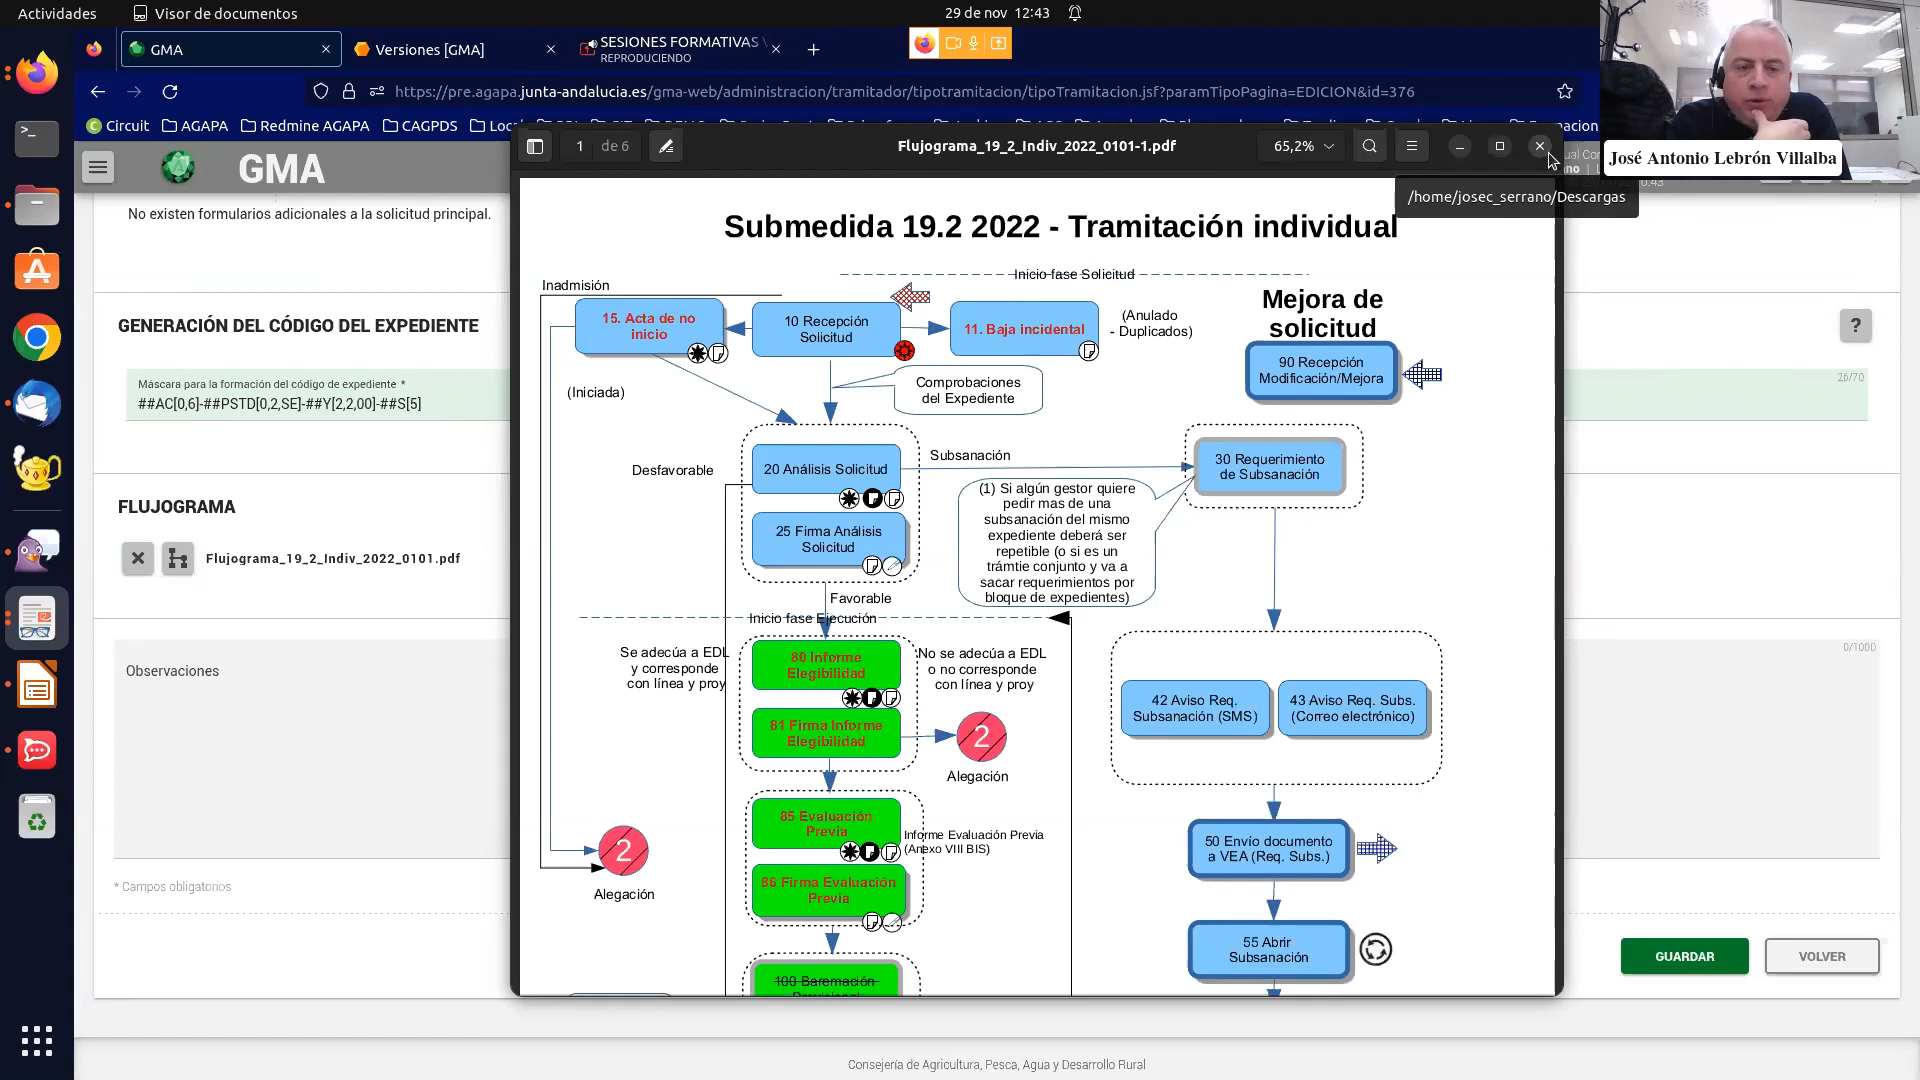 Actividades
Visor de documentos
29 de nov 12:43
GMA
Versiones [GMA]
SESIONES FORMATIVAS
REPRODUCIENDO
https://pre.agapa.junta-andalucia.es/gma-web/administracion/tramitador/tipotramitacion/tipoTramitacion.jsf?paramTipoPagina=EDICION&id=376
Circuit
AGAPA
Redmine AGAPA
CAGPDS
José Antonio Lebrón Villalba
GMA
1 de 6
Flujograma_19_2_Indiv_2022_0101-1.pdf
65,2%
/home/josec_serrano/Descargas
No existen formularios adicionales a la solicitud principal.
GENERACIÓN DEL CÓDIGO DEL EXPEDIENTE
?
Máscara para la formación del código de expediente *
##AC[0,6]-##PSTD[0,2,SE]-##Y[2,2,00]-##S[5]
26/70
FLUJOGRAMA
Flujograma_19_2_Indiv_2022_0101.pdf
Observaciones
0/1000
* Campos obligatorios
GUARDAR
VOLVER
Consejería de Agricultura, Pesca, Agua y Desarrollo Rural
Submedida 19.2 2022 - Tramitación individual
Inicio fase Solicitud
Inadmisión
15. Acta de no
inicio
10 Recepción
Solicitud
11. Baja incidental
(Anulado
- Duplicados)
Mejora de
solicitud
90 Recepción
Modificación/Mejora
(Iniciada)
Comprobaciones
del Expediente
Desfavorable
20 Análisis Solicitud
Subsanación
30 Requerimiento
de Subsanación
25 Firma Análisis
Solicitud
(1) Si algún gestor quiere
pedir mas de una
subsanación del mismo
expediente deberá ser
repetible (o si es un
trámtie conjunto y va a
sacar requerimientos por
bloque de expedientes)
Favorable
Inicio fase Ejecución
Se adecúa a EDL
y corresponde
con línea y proy
80 Informe
Elegibilidad
No se adecúa a EDL
o no corresponde
con línea y proy
81 Firma Informe
Elegibilidad
2
Alegación
42 Aviso Req.
Subsanación (SMS)
43 Aviso Req. Subs.
(Correo electrónico)
85 Evaluación
Previa
Informe Evaluación Previa
(Anexo VIII BIS)
2
Alegación
86 Firma Evaluación
Previa
50 Envío documento
a VEA (Req. Subs.)
55 Abrir
Subsanación
100 Baremación